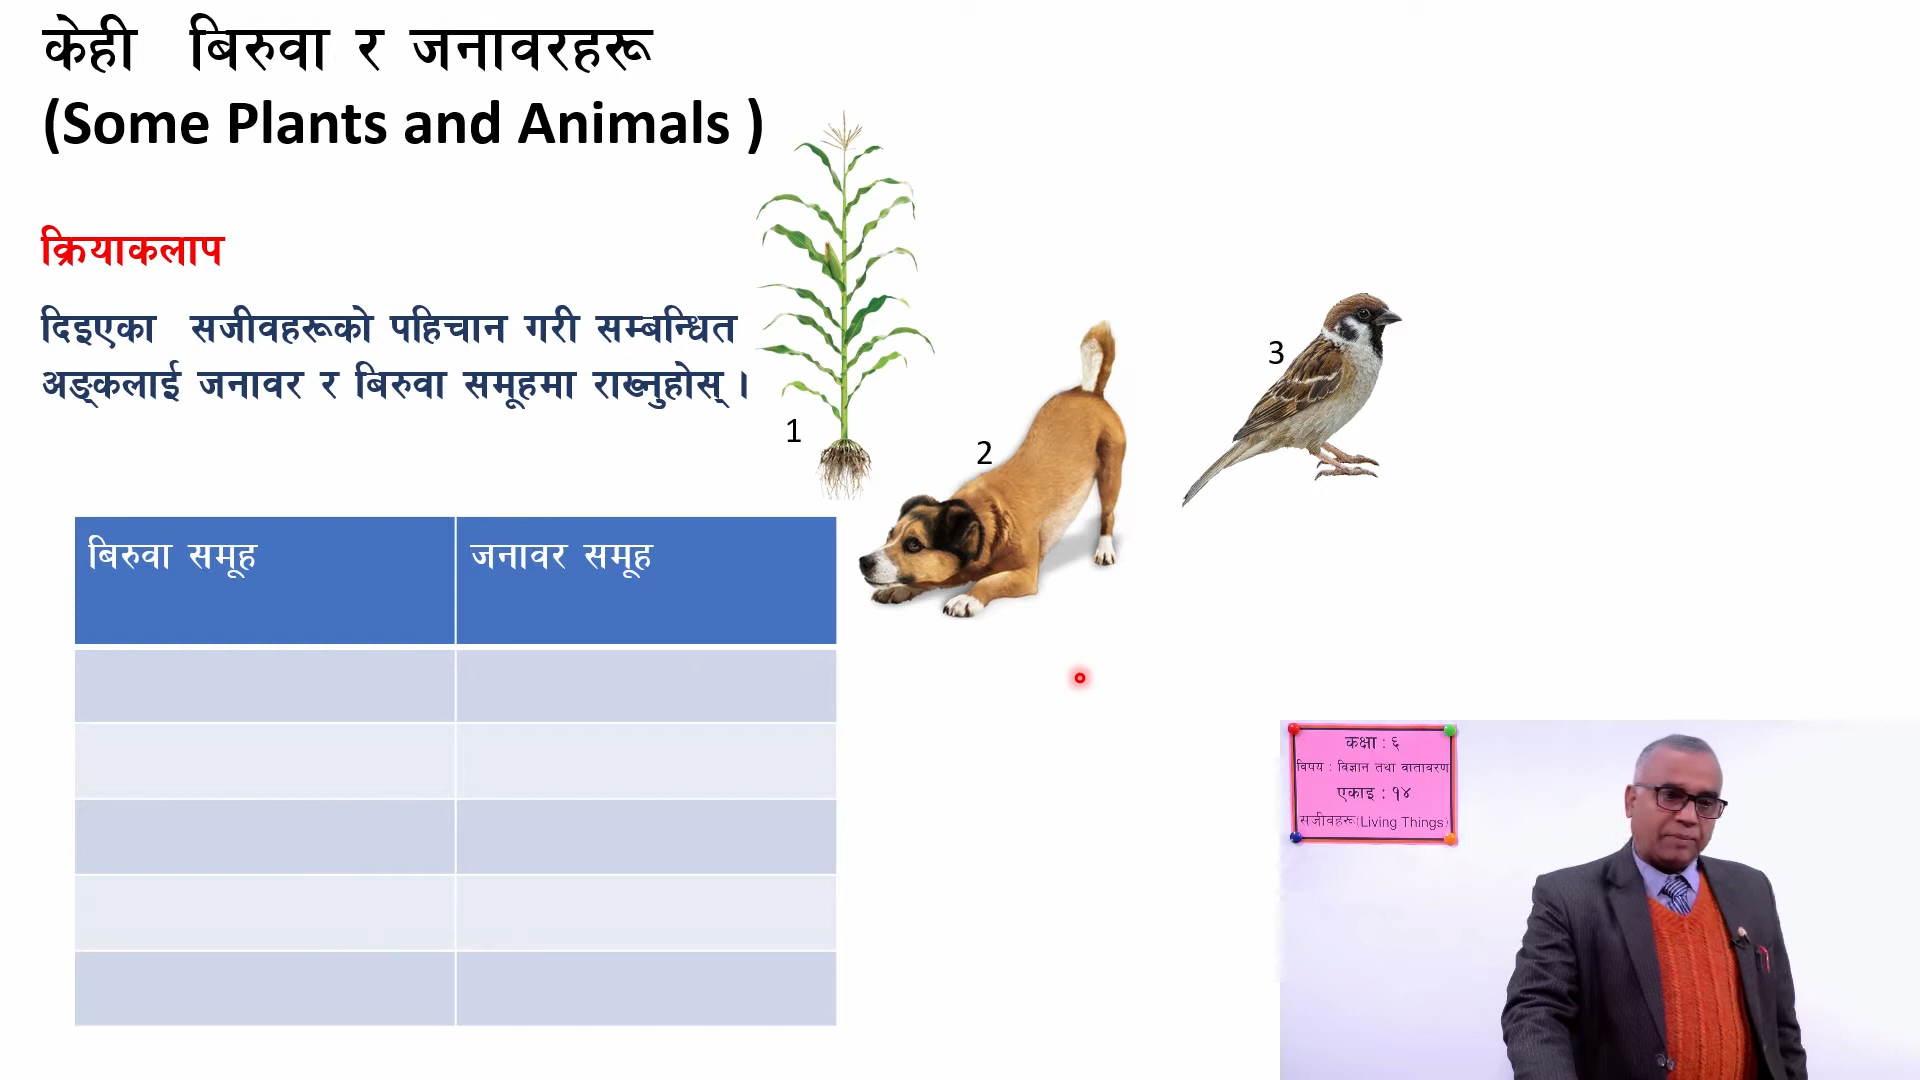 केही बिरुवा र जनावरहरू
(Some Plants and Animals )
क्रियाकलाप
दिइएका सजीवहरूको पहिचान गरी सम्बन्धित
अङ्कलाई जनावर र बिरुवा समूहमा राख्नुहोस् ।
1
2
3
बिरुवा समूह
जनावर समूह
कक्षा : ६
विषय : विज्ञान तथा वातावरण
एकाइ : १४
सजीवहरू(Living Things)